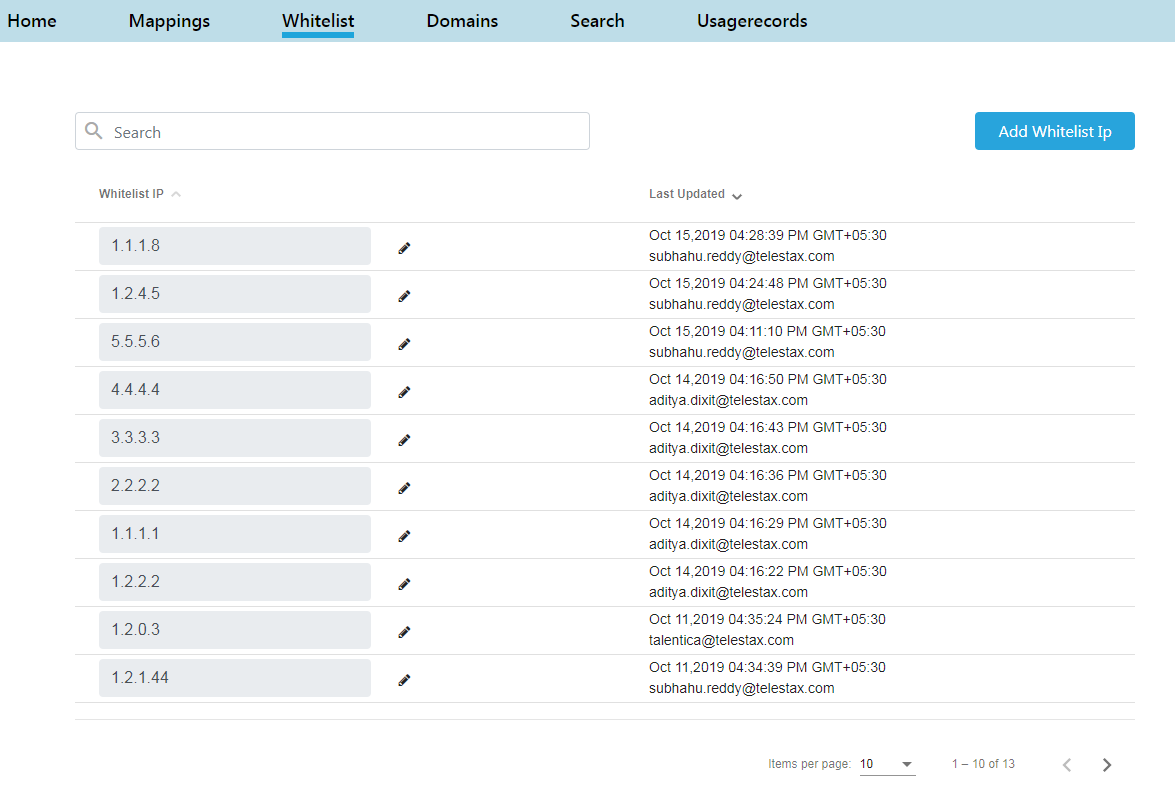 Home Mappings Whitelist Domains Search Usagerecords
Search Add Whitelist Ip
Whitelist IP Last Updated
1.1.1.8 Oct 15,2019 04:28:39 PM GMT+05:30
subhahu.reddy@telestax.com
1.2.4.5 Oct 15,2019 04:24:48 PM GMT+05:30
subhahu.reddy@telestax.com
5.5.5.6 Oct 15,2019 04:11:10 PM GMT+05:30
subhahu.reddy@telestax.com
4.4.4.4 Oct 14,2019 04:16:50 PM GMT+05:30
aditya.dixit@telestax.com
3.3.3.3 Oct 14,2019 04:16:43 PM GMT+05:30
aditya.dixit@telestax.com
2.2.2.2 Oct 14,2019 04:16:36 PM GMT+05:30
aditya.dixit@telestax.com
1.1.1.1 Oct 14,2019 04:16:29 PM GMT+05:30
aditya.dixit@telestax.com
1.2.2.2 Oct 14,2019 04:16:22 PM GMT+05:30
aditya.dixit@telestax.com
1.2.0.3 Oct 11,2019 04:35:24 PM GMT+05:30
talentica@telestax.com
1.2.1.44 Oct 11,2019 04:34:39 PM GMT+05:30
subhahu.reddy@telestax.com
Items per page: 10 1 – 10 of 13